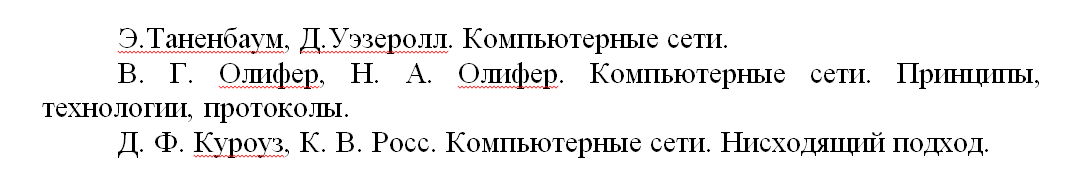 Э.Таненбаум, Д.Уэзеролл. Компьютерные сети.
В. Г. Олифер, Н. А. Олифер. Компьютерные сети. Принципы,
технологии, протоколы.
Д. Ф. Куроуз, К. В. Росс. Компьютерные сети. Нисходящий подход.